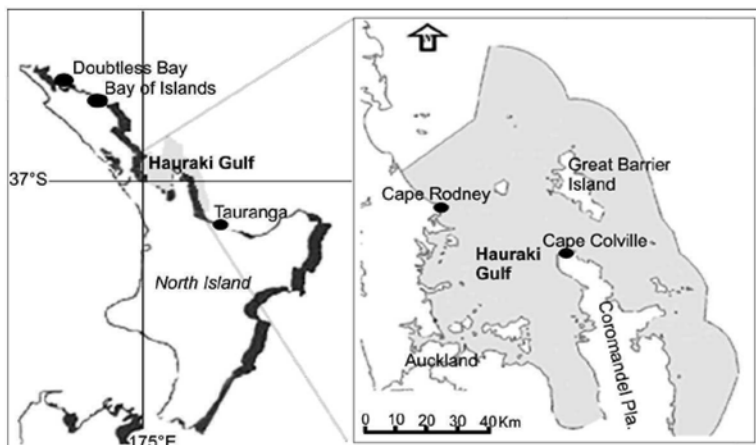 Doubtless Bay
Bay of Islands
Hauraki Gulf
37°S
Tauranga
North Island
175°E
N
Great Barrier
Island
Cape Rodney
Cape Colville
Hauraki
Gulf
Coromandel Pla.
Auckland
0 10 20 30 40 Km